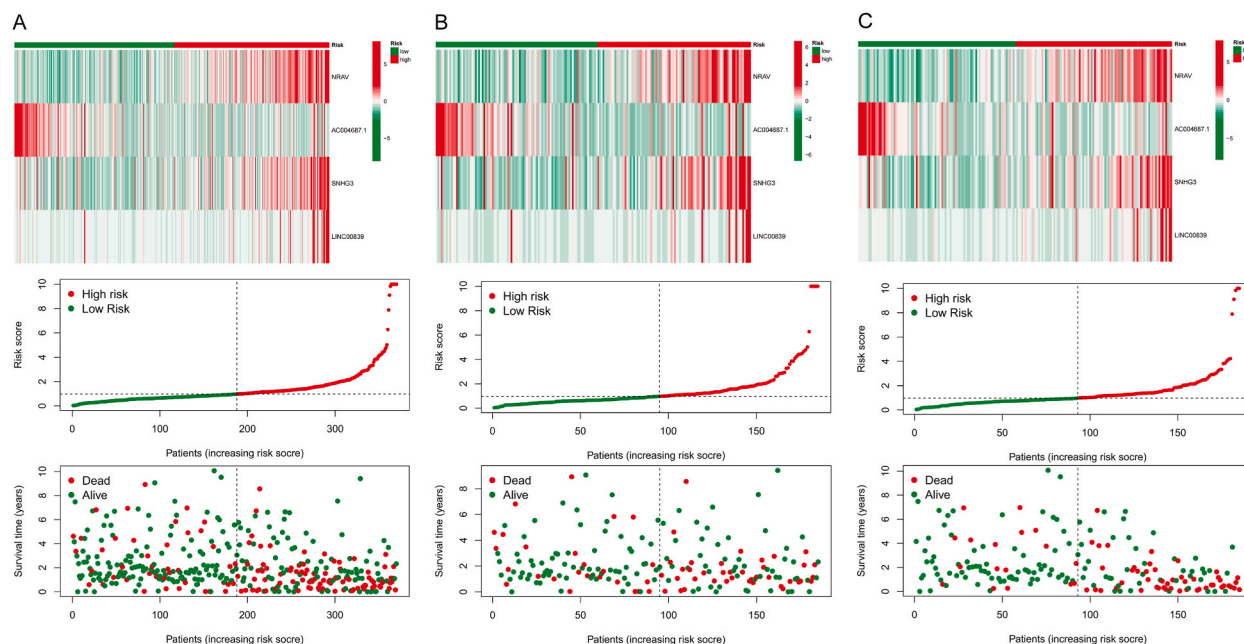 A
Risk
Risk
low
high
5
0
−5
NRAV
AC004687.1
SNHG3
LINC00839
High risk
Low Risk
Risk score
10
8
6
4
2
0
0 100 200 300
Patients (increasing risk socre)
Dead
Alive
Survival time (years)
10
8
6
4
2
0
0 100 200 300
Patients (increasing risk socre)
B
Risk
Risk
low
high
6
4
2
0
−2
−4
−6
NRAV
AC004687.1
SNHG3
LINC00839
High risk
Low Risk
Risk score
10
8
6
4
2
0
0 50 100 150
Patients (increasing risk socre)
Dead
Alive
Survival time (years)
8
6
4
2
0
0 50 100 150
Patients (increasing risk socre)
C
Risk
Risk
5
0
−5
NRAV
AC004687.1
SNHG3
LINC00839
High risk
Low Risk
Risk score
10
8
6
4
2
0
0 50 100 150
Patients (increasing risk socre)
Dead
Alive
Survival time (years)
10
8
6
4
2
0
0 50 100 150
Patients (increasing risk socre)